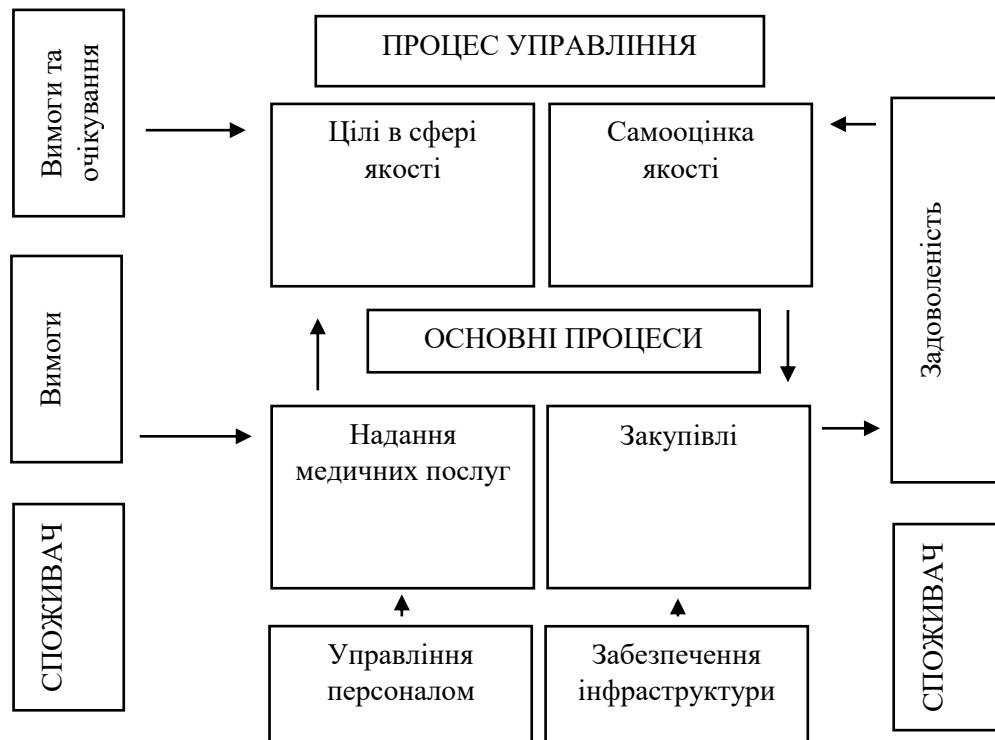 ПРОЦЕС УПРАВЛІННЯ
Вимоги та
очікування
Цілі в сфері
якості
Самооцінка
якості
Задоволеність
Вимоги
ОСНОВНІ ПРОЦЕСИ
Надання
медичних послуг
Закупівлі
СПОЖИВАЧ
СПОЖИВАЧ
Управління
персоналом
Забезпечення
інфраструктури